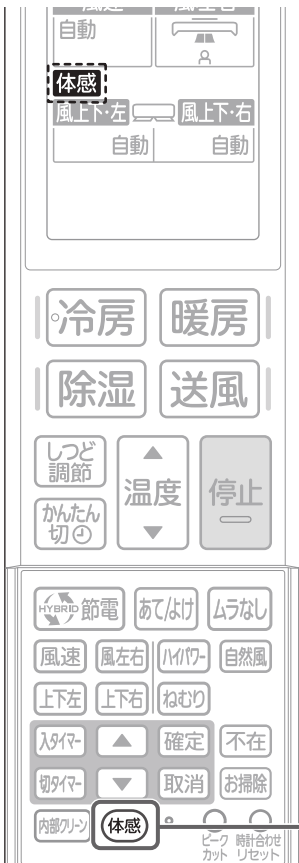 風速 風左右
自動
体感
風上下・左 風上下・右
自動 自動
冷房 暖房
除湿 送風
しつど
調節
温度
停止
かんたん
切
HYBRID 節電 あて/よけ ムラなし
風速 風左右 ハイパワー 自然風
上下左 上下右 ねむり
入タイマー 確定 不在
切タイマー 取消 お掃除
内部クリーン 体感
ピーク
カット
時計合わせ
リセット